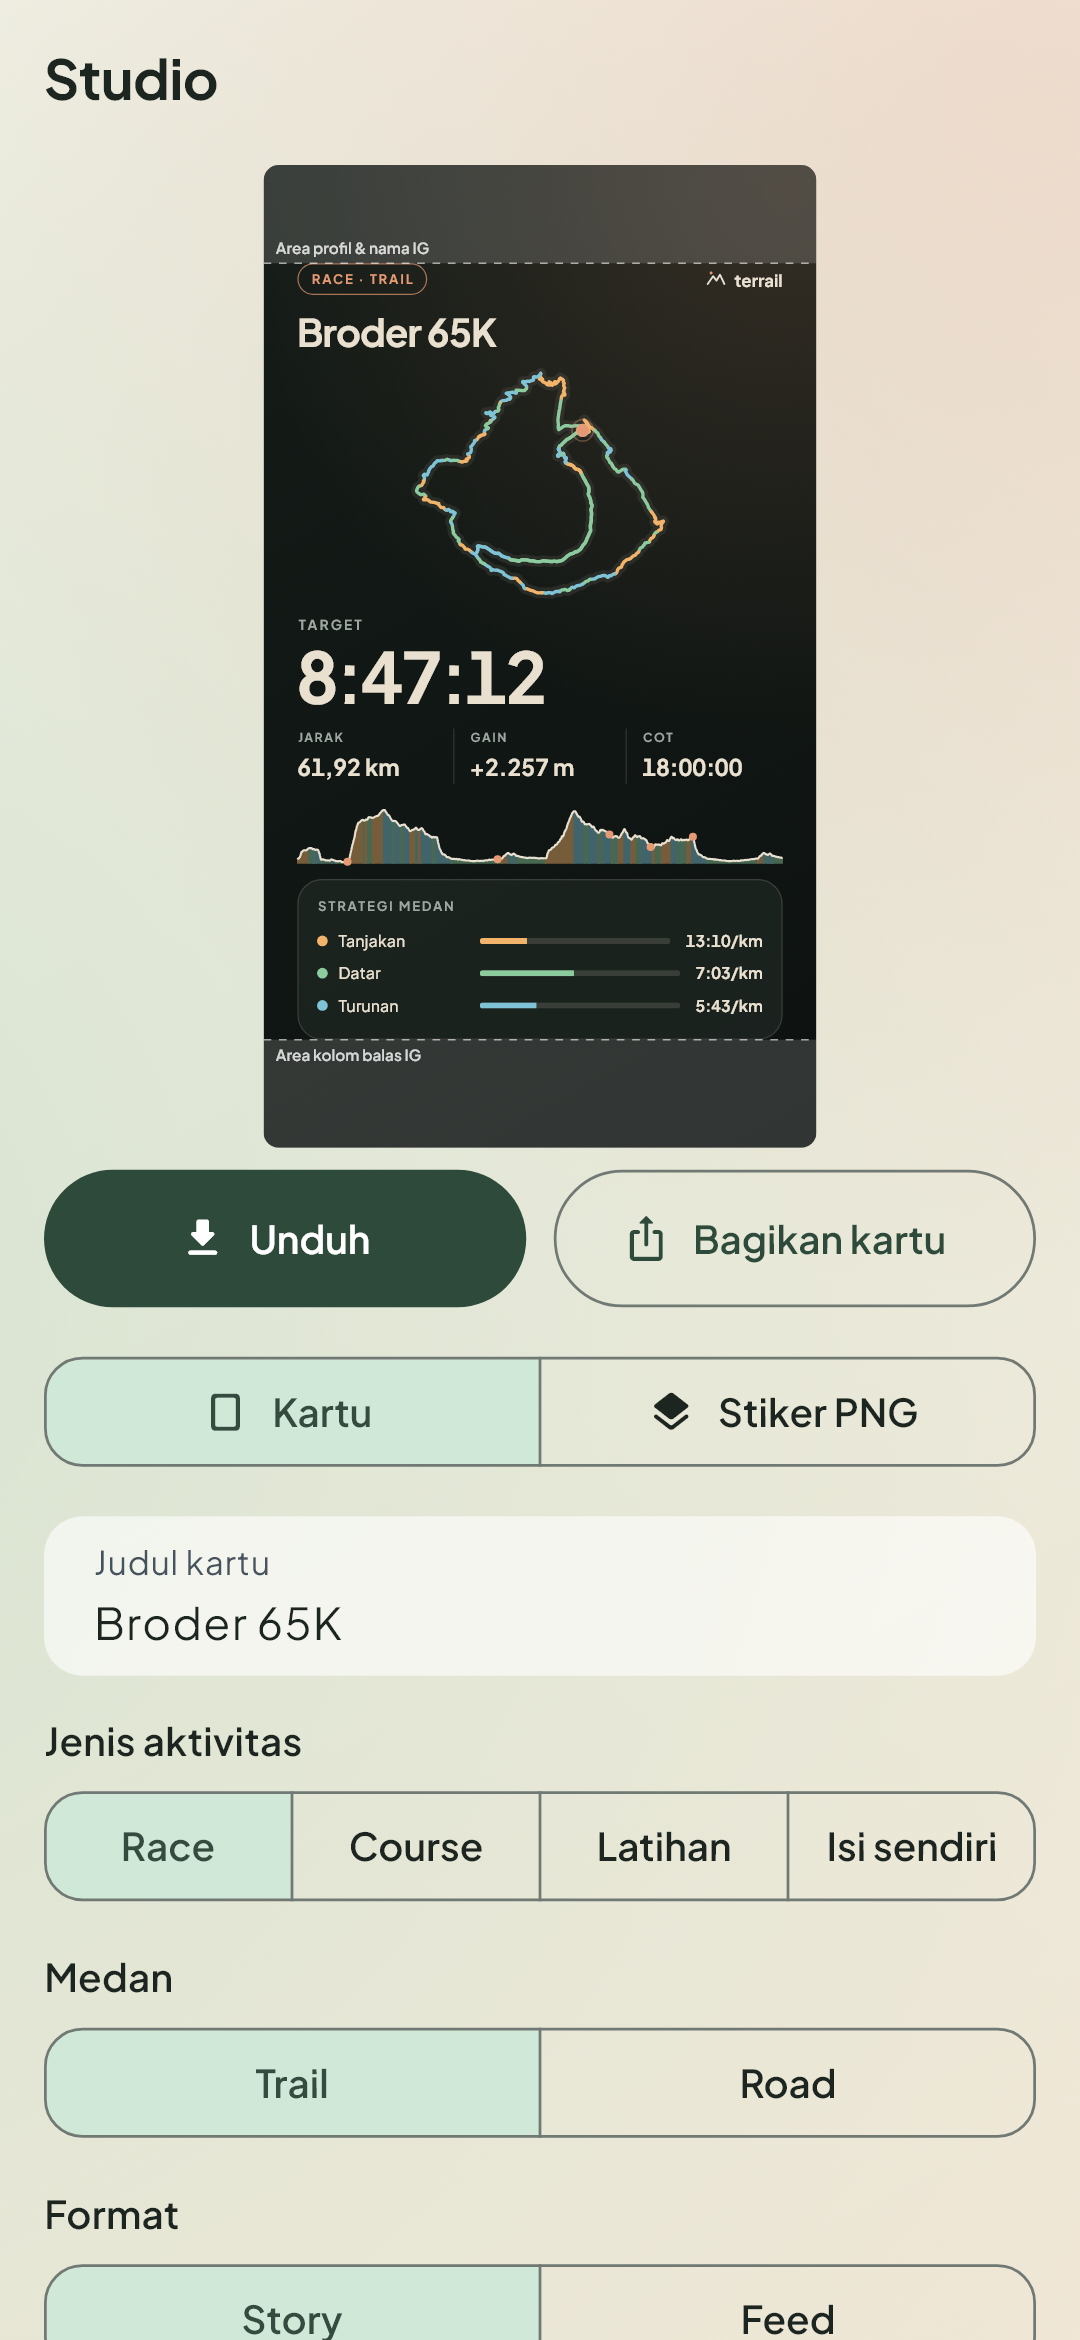 Studio
Area profil & nama IG
RACE · TRAIL
terrail
Broder 65K
TARGET
8:47:12
JARAK GAIN COT
61,92 km +2.257 m 18:00:00
STRATEGI MEDAN
Tanjakan 13:10/km
Datar 7:03/km
Turunan 5:43/km
Area kolom balas IG
Unduh Bagikan kartu
Kartu Stiker PNG
Judul kartu
Broder 65K
Jenis aktivitas
Race Course Latihan Isi sendiri
Medan
Trail Road
Format
Story Feed